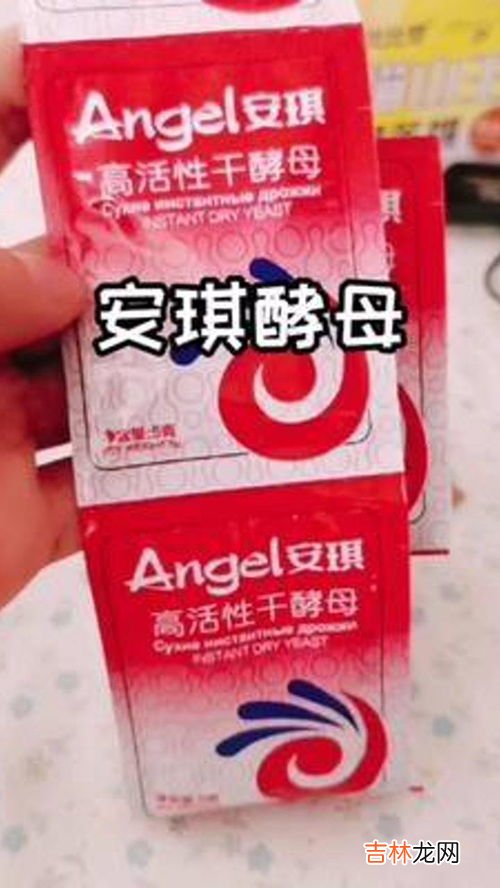 Angel安琪
高活性干酵母
Сухие инстантные дрожжи
INSTANT DRY YEAST
安琪酵母
琪
母
Angel安琪
高活性干酵母
Сухие инстантные дрожжи
INSTANT DRY YEAST
吉林龙网